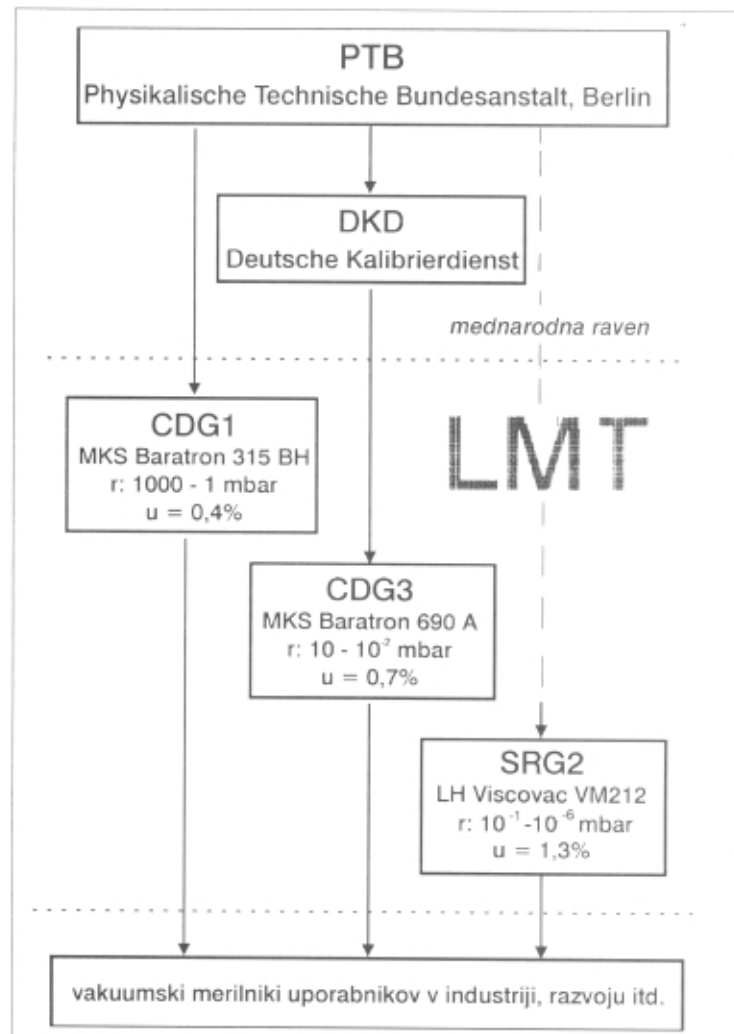 PTB
Physikalische Technische Bundesanstalt, Berlin
DKD
Deutsche Kalibrierdienst
mednarodna raven
CDG1
MKS Baratron 315 BH
r: 1000 - 1 mbar
u = 0,4%
LMT
CDG3
MKS Baratron 690 A
r: 10 - 10⁻² mbar
u = 0,7%
SRG2
LH Viscovac VM212
r: 10⁻¹ -10⁻⁶ mbar
u = 1,3%
vakuumski merilniki uporabnikov v industriji, razvoju itd.